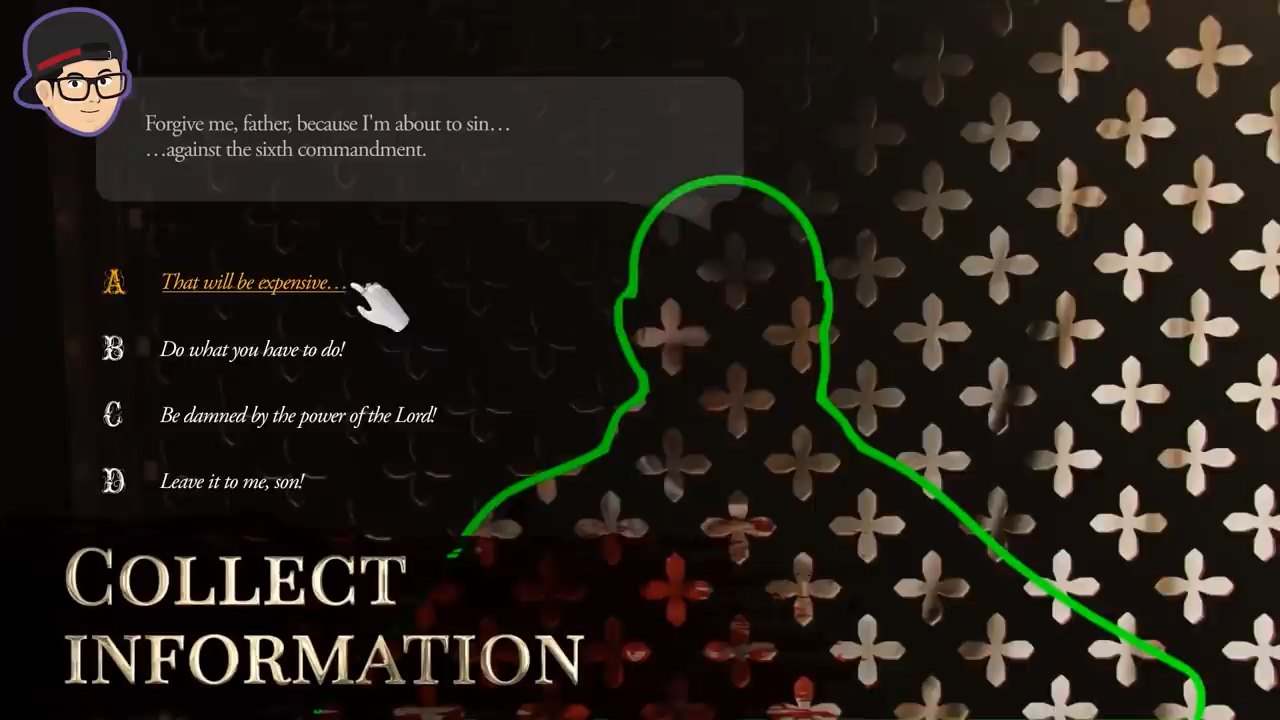 Forgive me, father, because I'm about to sin…
…against the sixth commandment.
A That will be expensive…
B Do what you have to do!
C Be damned by the power of the Lord!
D Leave it to me, son!
COLLECT
INFORMATION